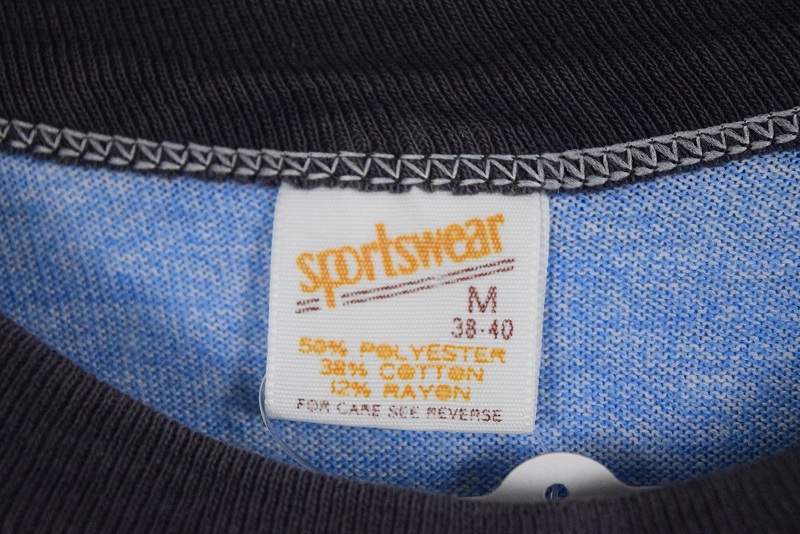 sportswear
M
38-40
50% POLYESTER
38% COTTON
12% RAYON
FOR CARE SEE REVERSE